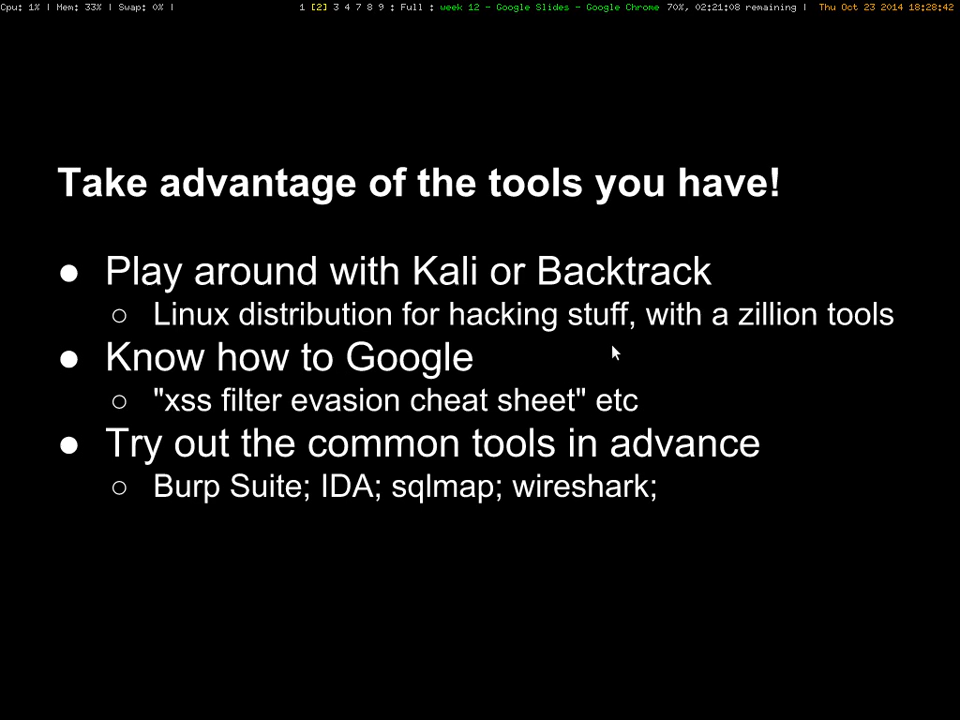 Cpu: 1% | Mem: 33% | Swap: 0% | 1 [2] 3 4 7 8 9 : Full : week 12 - Google Slides - Google Chrome 70%, 02:21:08 remaining | Thu Oct 23 2014 18:28:42
Take advantage of the tools you have!
● Play around with Kali or Backtrack
○ Linux distribution for hacking stuff, with a zillion tools
● Know how to Google
○ "xss filter evasion cheat sheet" etc
● Try out the common tools in advance
○ Burp Suite; IDA; sqlmap; wireshark;